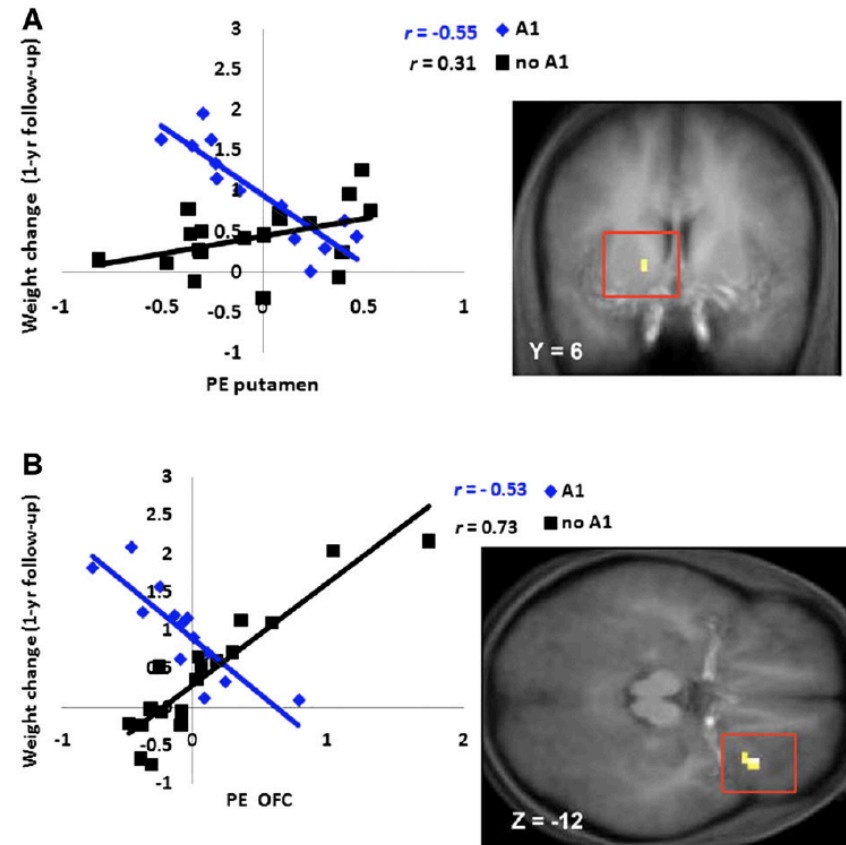 A
r = -0.55 A1
r = 0.31 no A1
Weight change (1-yr follow-up)
3
2.5
2
1.5
1
0.5
0
-0.5
-1
-1 -0.5 0 0.5 1
PE putamen
Y = 6
B
r = - 0.53 A1
r = 0.73 no A1
Weight change (1-yr follow-up)
3
2.5
2
1.5
1
0.5
0
-0.5
-1
-1 0 1 2
PE OFC
Z = -12